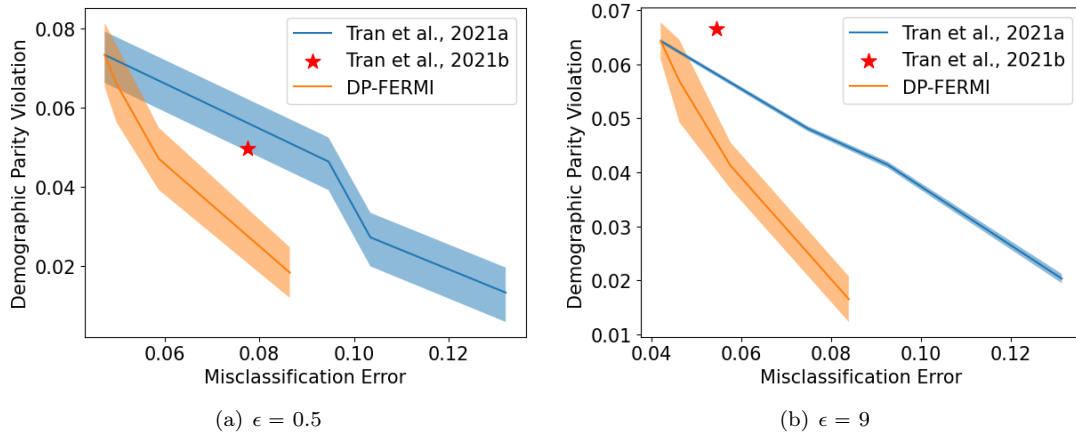 Demographic Parity Violation
0.08
0.06
0.04
0.02
Tran et al., 2021a
Tran et al., 2021b
DP-FERMI
0.06 0.08 0.10 0.12
Misclassification Error
(a) ϵ = 0.5
Demographic Parity Violation
0.07
0.06
0.05
0.04
0.03
0.02
0.01
Tran et al., 2021a
Tran et al., 2021b
DP-FERMI
0.04 0.06 0.08 0.10 0.12
Misclassification Error
(b) ϵ = 9